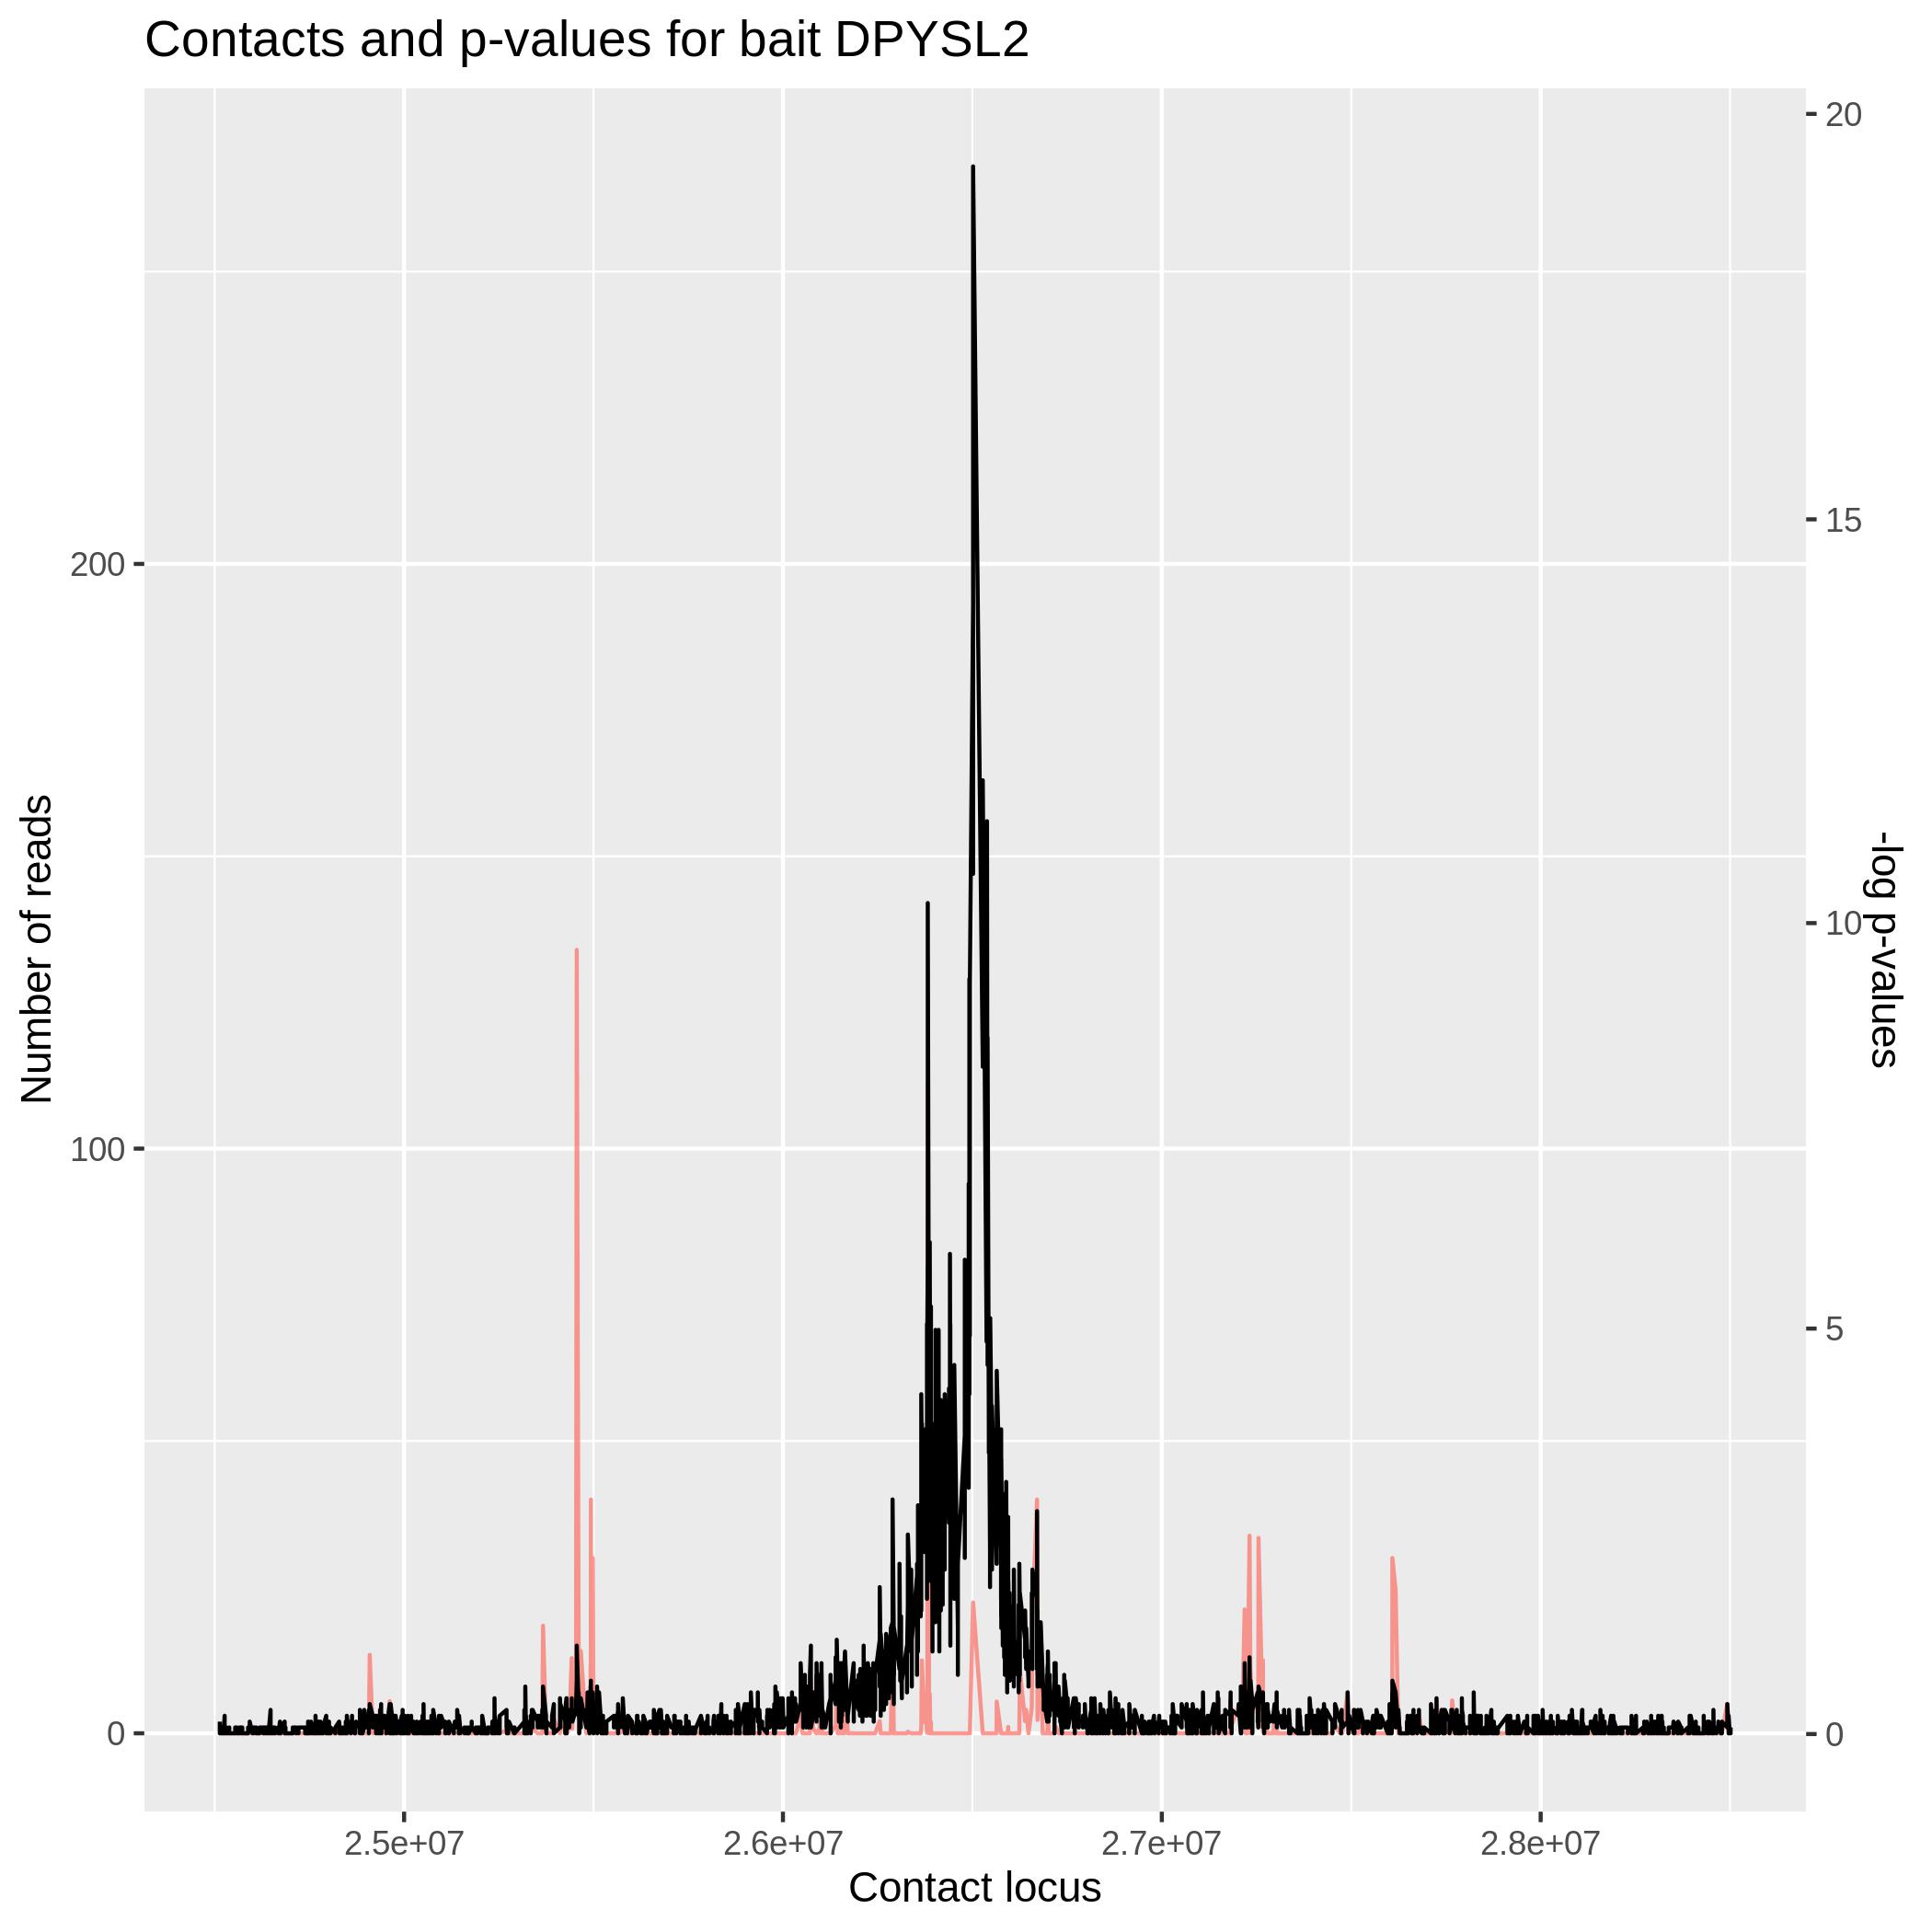 Contacts and p-values for bait DPYSL2
20
15
10
5
0
200
100
0
Number of reads
-log p-values
2.5e+07
2.6e+07
2.7e+07
2.8e+07
Contact locus